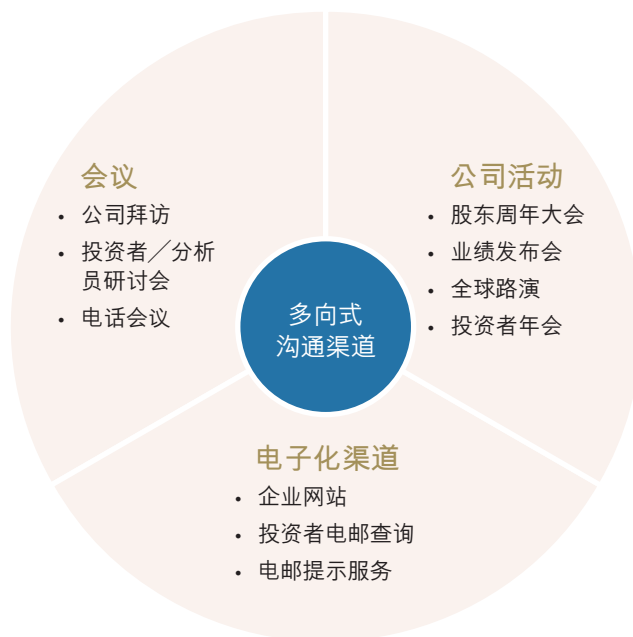 会议
• 公司拜访
• 投资者／分析
员研讨会
• 电话会议
公司活动
• 股东周年大会
• 业绩发布会
• 全球路演
• 投资者年会
多向式
沟通渠道
电子化渠道
• 企业网站
• 投资者电邮查询
• 电邮提示服务